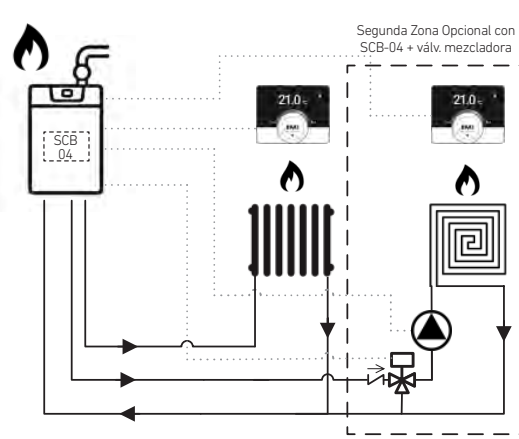 Segunda Zona Opcional con
SCB-04 + válv. mezcladora
21.0
21.0
SCB
04